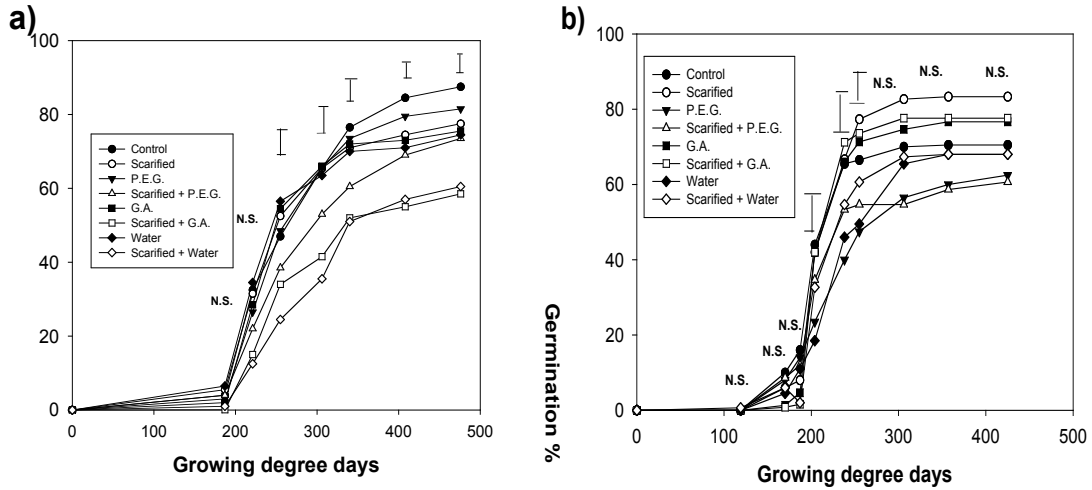 a)
100
80
60
40
20
0
0 100 200 300 400 500
Growing degree days
Control
Scarified
P.E.G.
Scarified + P.E.G.
G.A.
Scarified + G.A.
Water
Scarified + Water
N.S.
N.S.
b)
Germination %
100
80
60
40
20
0
0 100 200 300 400 500
Growing degree days
Control
Scarified
P.E.G.
Scarified + P.E.G.
G.A.
Scarified + G.A.
Water
Scarified + Water
N.S.
N.S.
N.S.
N.S.
N.S.
N.S.